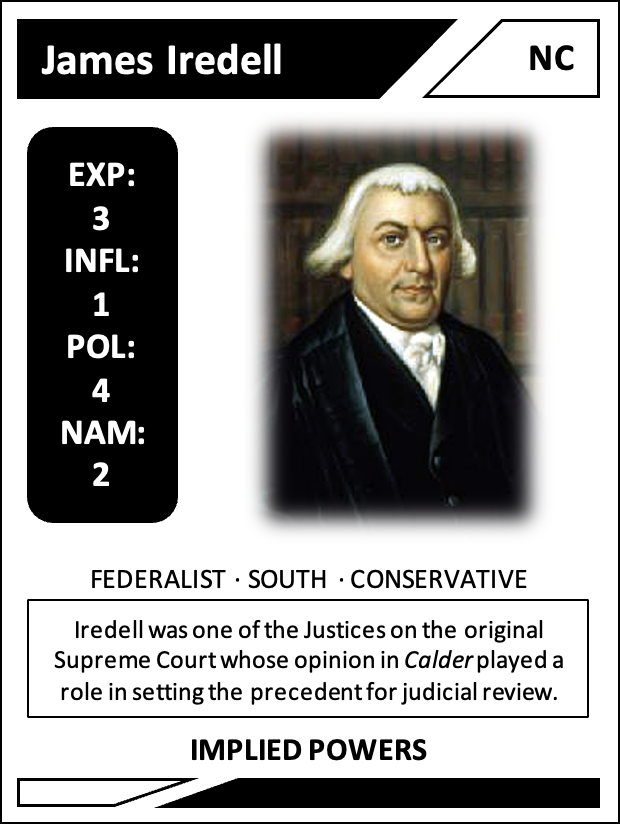 James Iredell
NC
EXP:
3
INFL:
1
POL:
4
NAM:
2
FEDERALIST · SOUTH · CONSERVATIVE
Iredell was one of the Justices on the original
Supreme Court whose opinion in Calder played a
role in setting the precedent for judicial review.
IMPLIED POWERS